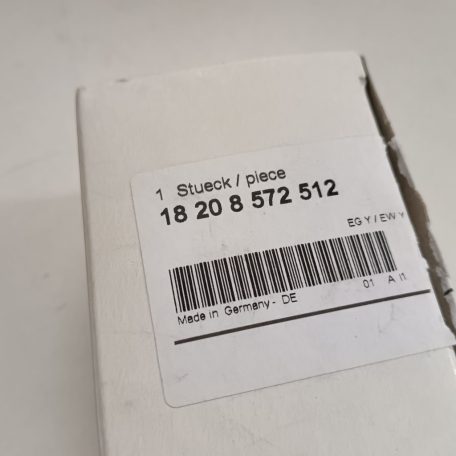 1 Stueck / piece
18 20 8 572 512
EG Y / EW Y
Made in Germany - DE 01 A